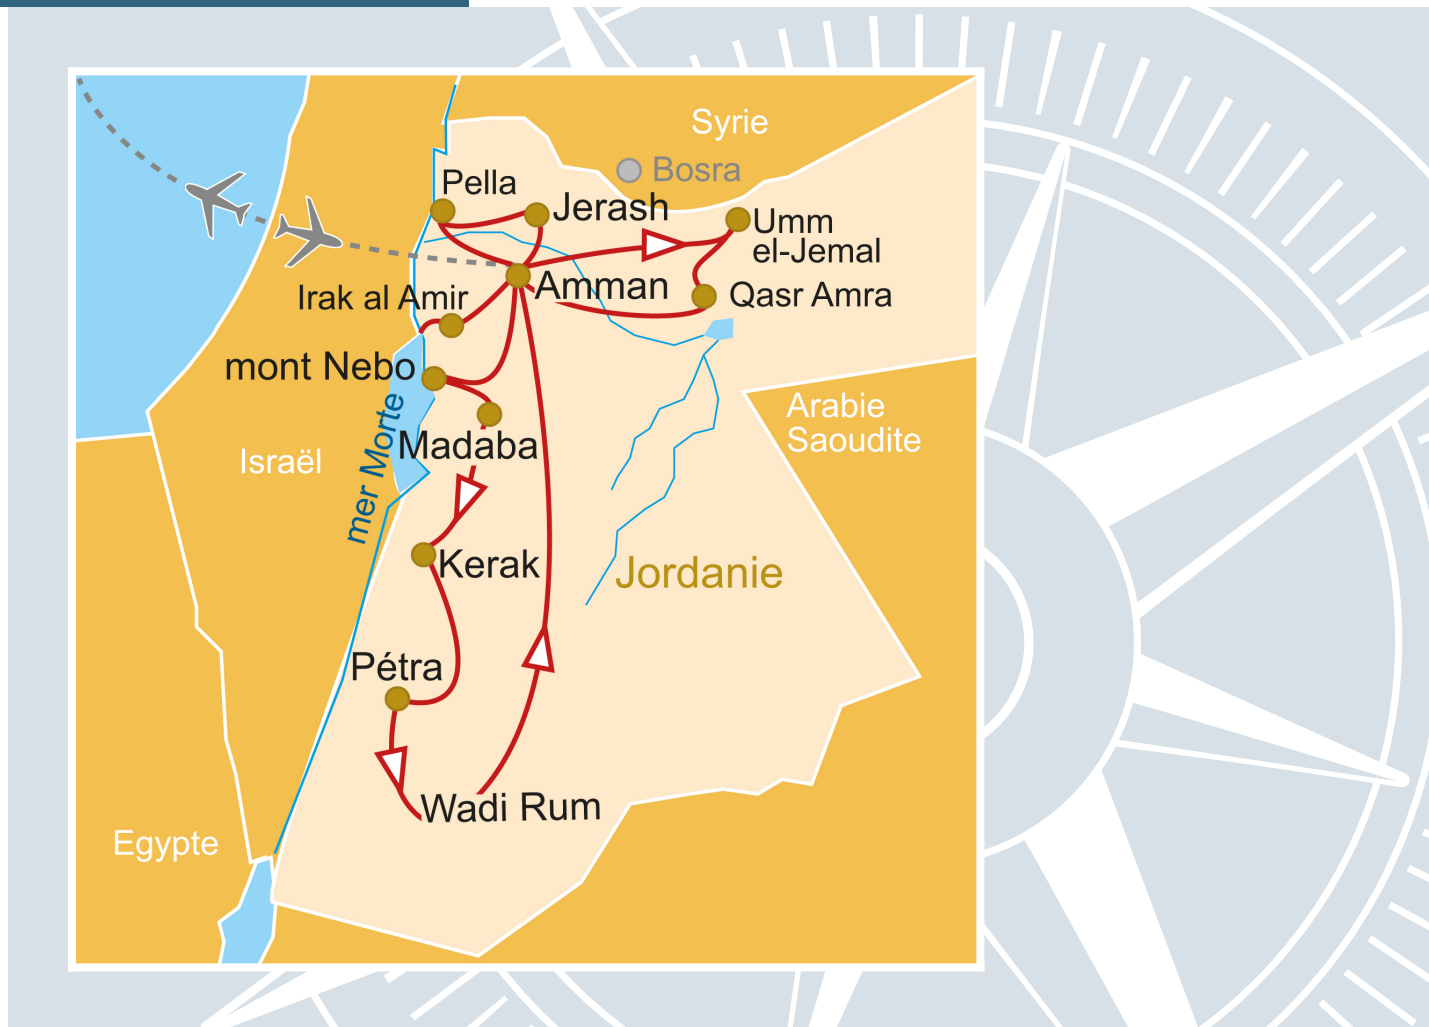 Syrie
Bosra
Pella
Jerash
Umm
el-Jemal
Amman
Irak al Amir
Qasr Amra
mont Nebo
mer Morte
Arabie
Saoudite
Madaba
Israël
Kerak
Jordanie
Pétra
Wadi Rum
Egypte